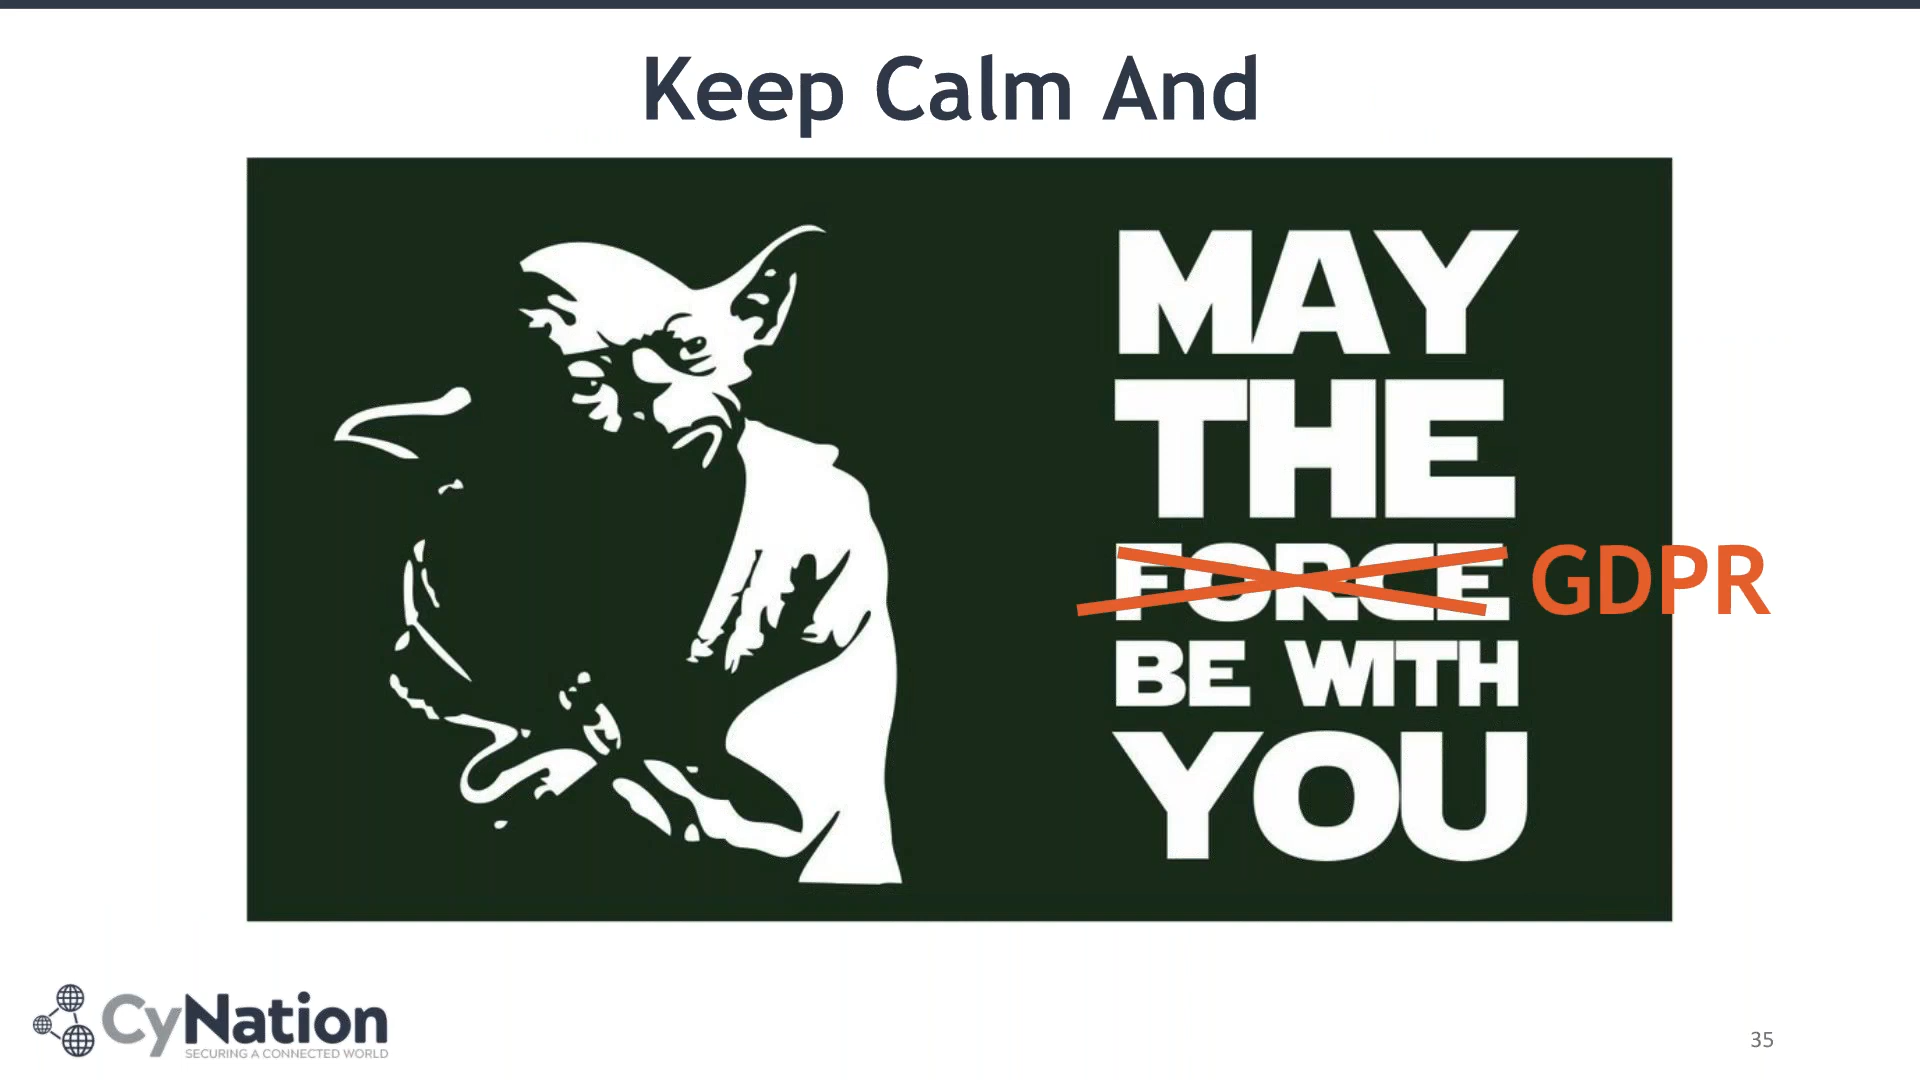 Keep Calm And
MAY
THE
FORCE GDPR
BE WITH
YOU
CyNation
SECURING A CONNECTED WORLD
35